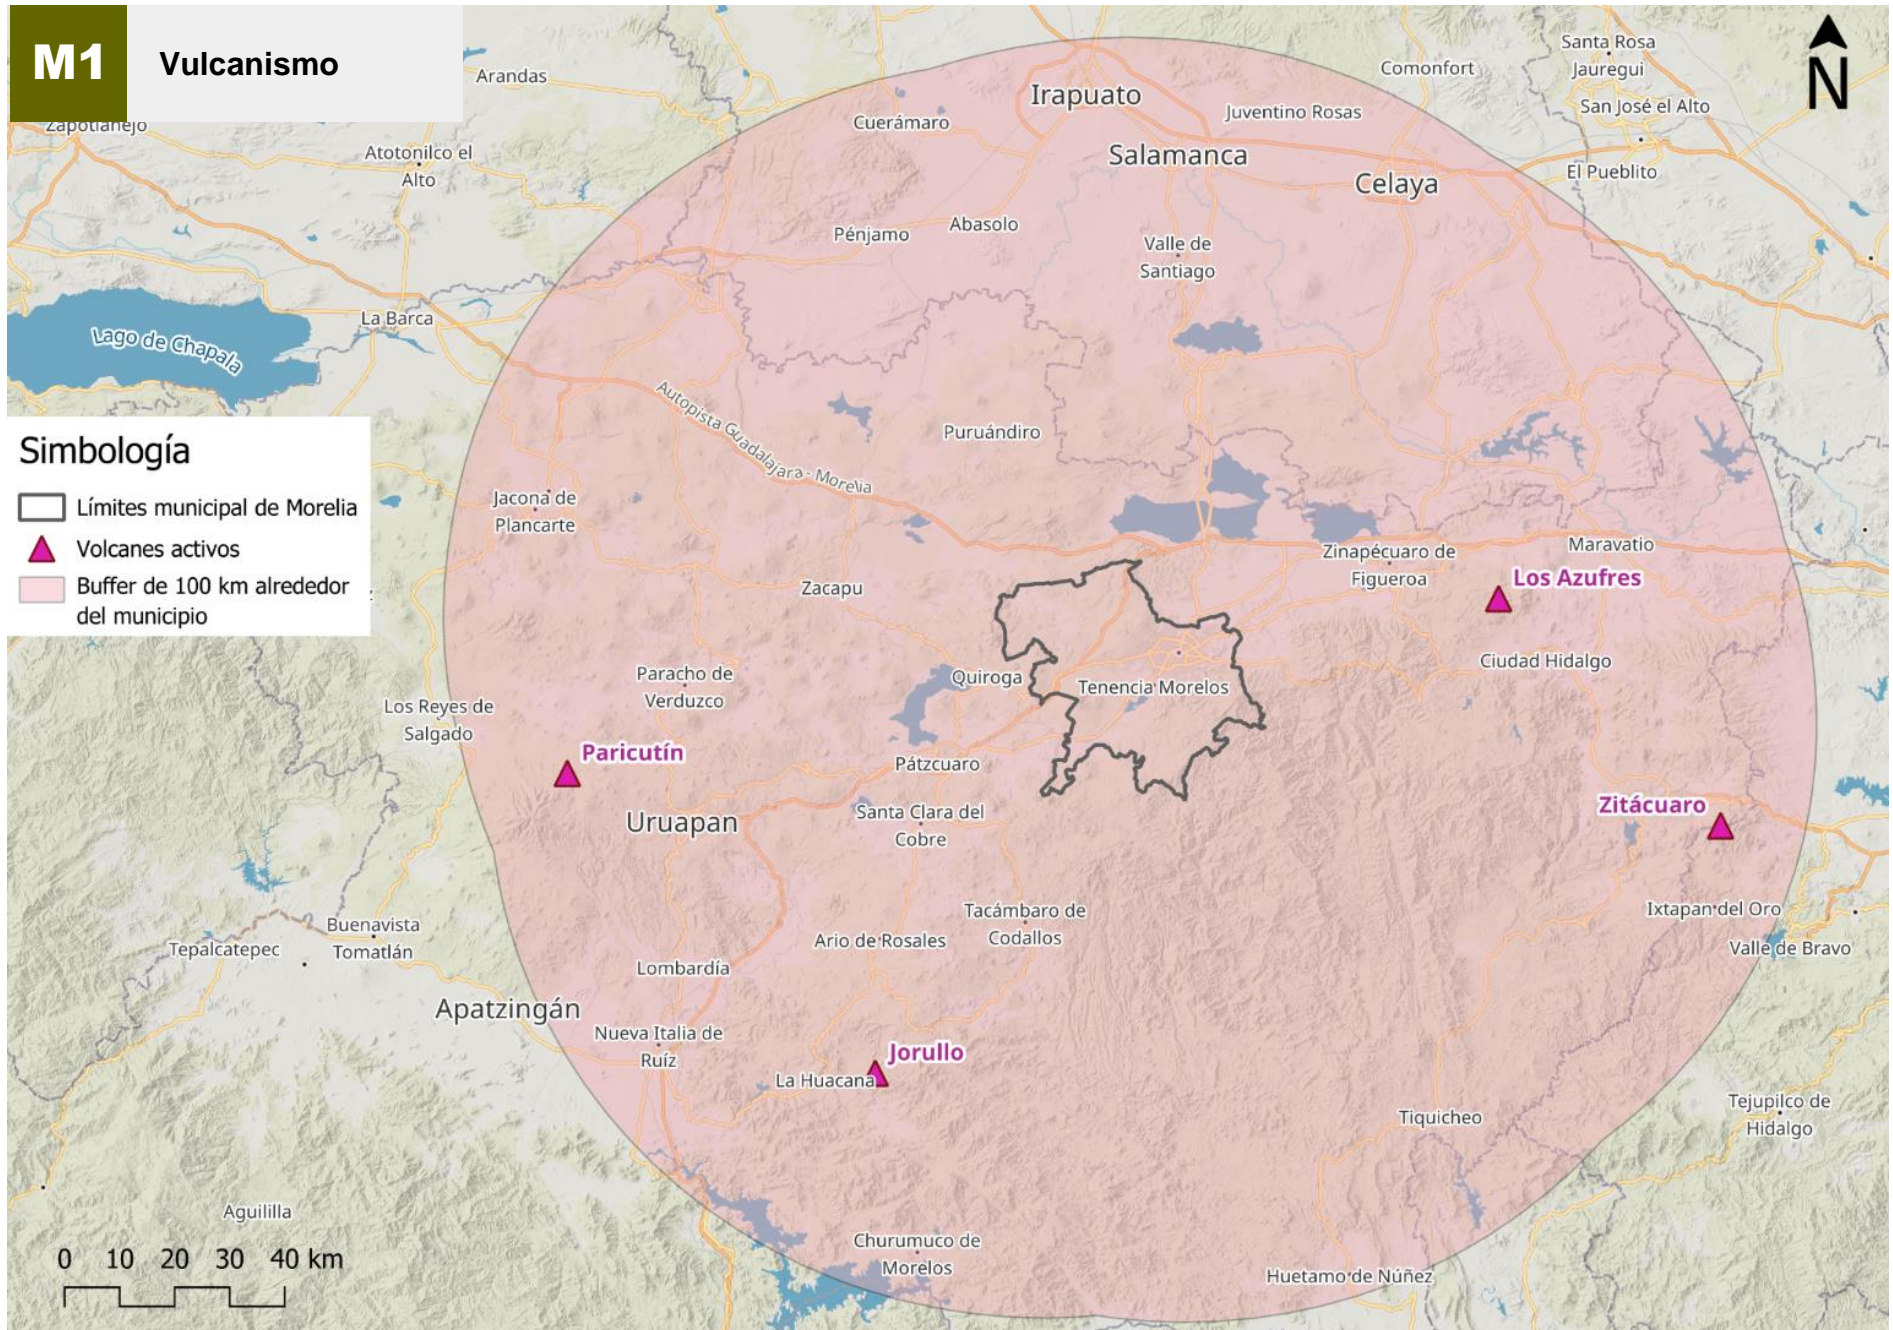 M1
Vulcanismo
N
Arandas
Zapotlanejo
Atotonilco el
Alto
La Barca
Lago de Chapala
Santa Rosa
Jauregui
Comonfort
San José el Alto
El Pueblito
Irapuato
Juventino Rosas
Cuerámaro
Salamanca
Celaya
Abasolo
Pénjamo
Valle de
Santiago
Autopista Guadalajara - Morelia
Puruándiro
Simbología
Límites municipal de Morelia
Volcanes activos
Buffer de 100 km alrededor
del municipio
Jacona de
Plancarte
Zacapu
Zinapécuaro de
Figueroa
Maravatio
Los Azufres
Ciudad Hidalgo
Quiroga
Tenencia Morelos
Paracho de
Verduzco
Los Reyes de
Salgado
Paricutín
Pátzcuaro
Uruapan
Santa Clara del
Cobre
Zitácuaro
Ixtapan del Oro
Valle de Bravo
Tacámbaro de
Codallos
Ario de Rosales
Buenavista
Tomatlán
Tepalcatepec
Lombardía
Apatzingán
Nueva Italia de
Ruíz
Jorullo
La Huacana
Tiquicheo
Tejupilco de
Hidalgo
Aguililla
Churumuco de
Morelos
Huetamo de Núñez
0 10 20 30 40 km